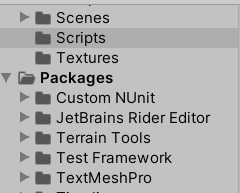 Scenes
Scripts
Textures
Packages
Custom NUnit
JetBrains Rider Editor
Terrain Tools
Test Framework
TextMeshPro